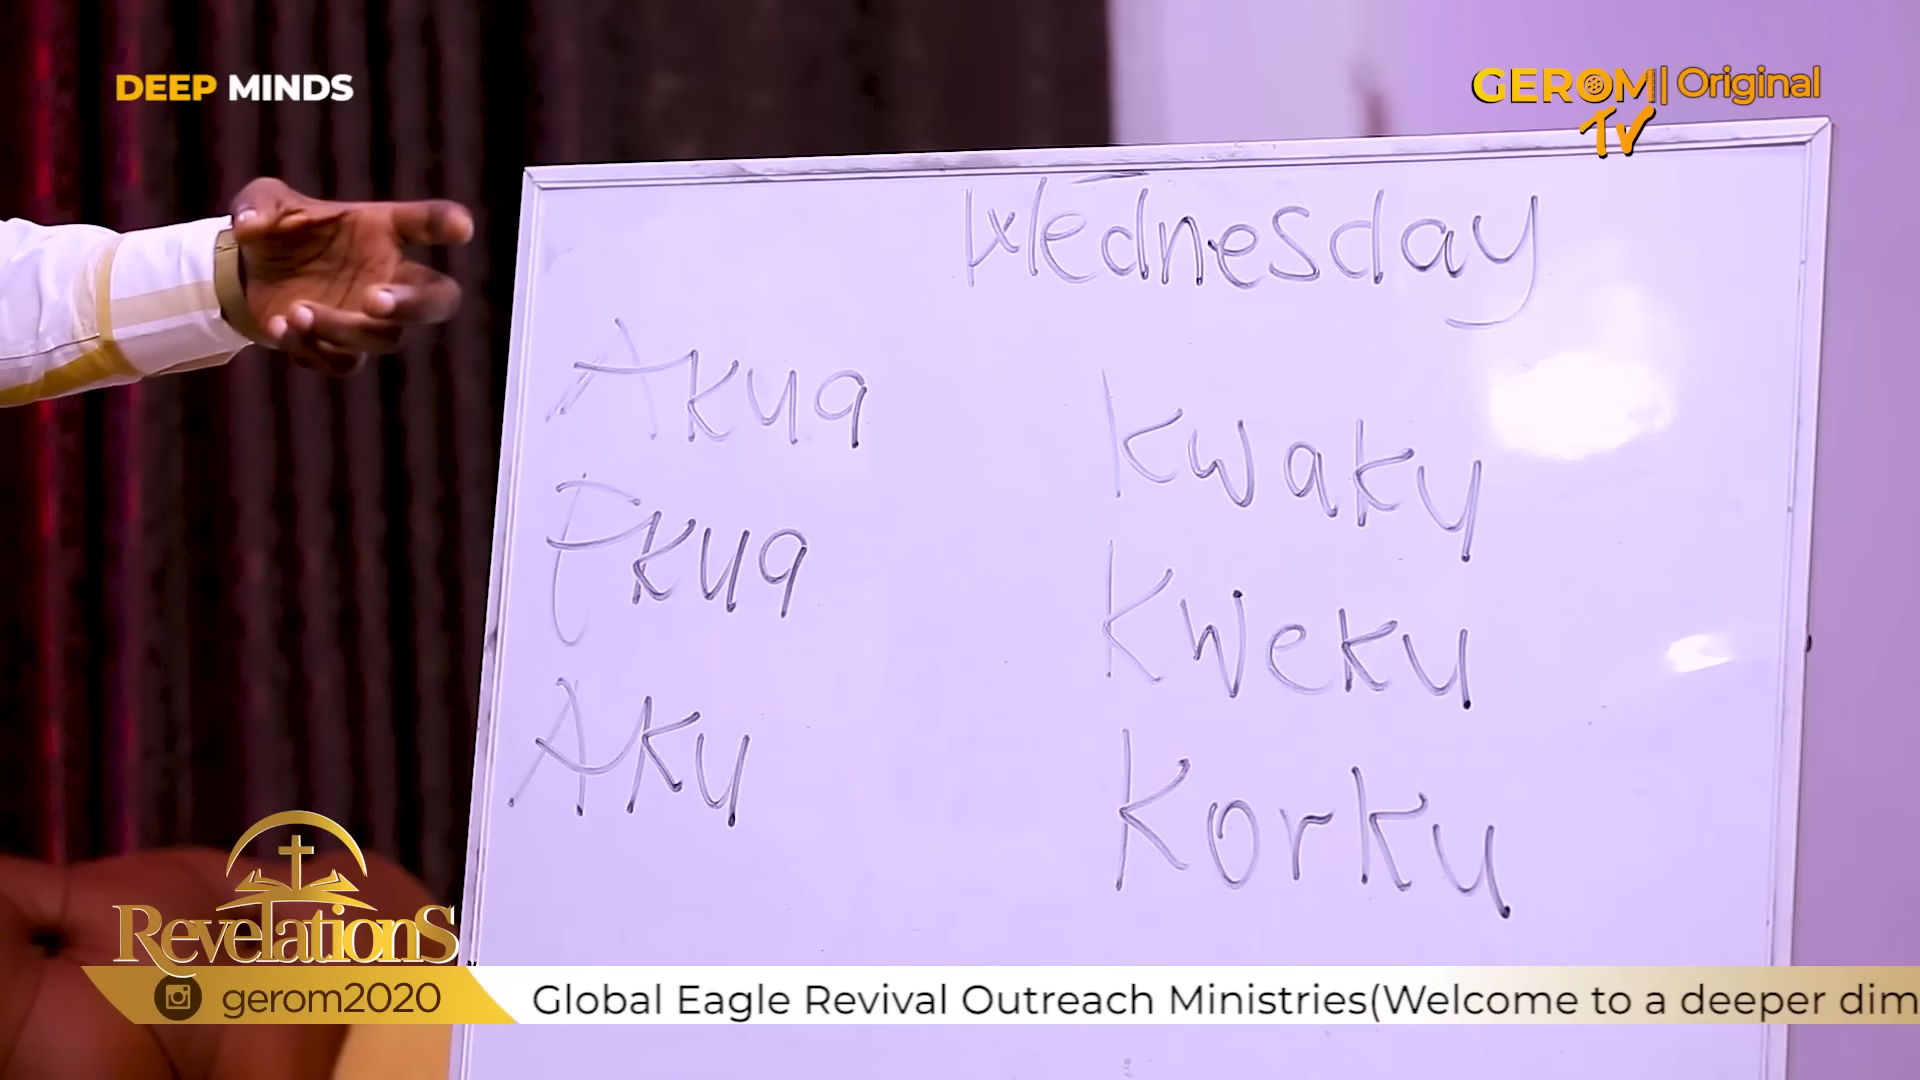 DEEP MINDS
GEROM TV | Original
Wednesday
Akua
Kwaku
Ekua
Kweku
Aku
Korku
Revelations
gerom2020
Global Eagle Revival Outreach Ministries(Welcome to a deeper dim